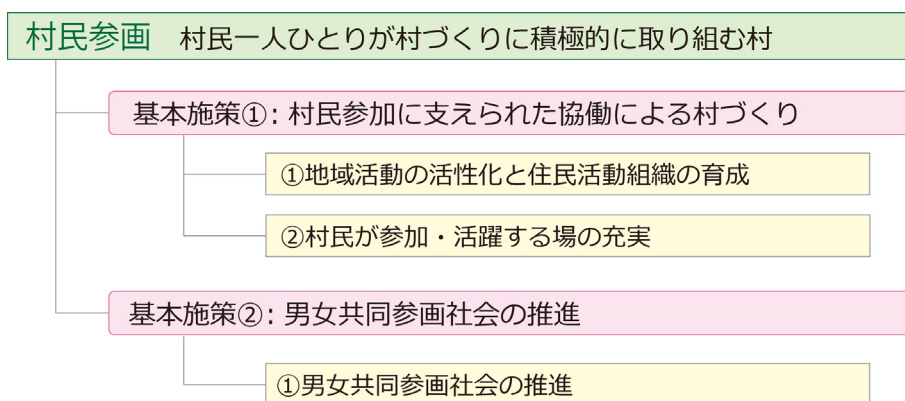 村民参画 村民一人ひとりが村づくりに積極的に取り組む村
基本施策①：村民参加に支えられた協働による村づくり
①地域活動の活性化と住民活動組織の育成
②村民が参加・活躍する場の充実
基本施策②：男女共同参画社会の推進
①男女共同参画社会の推進